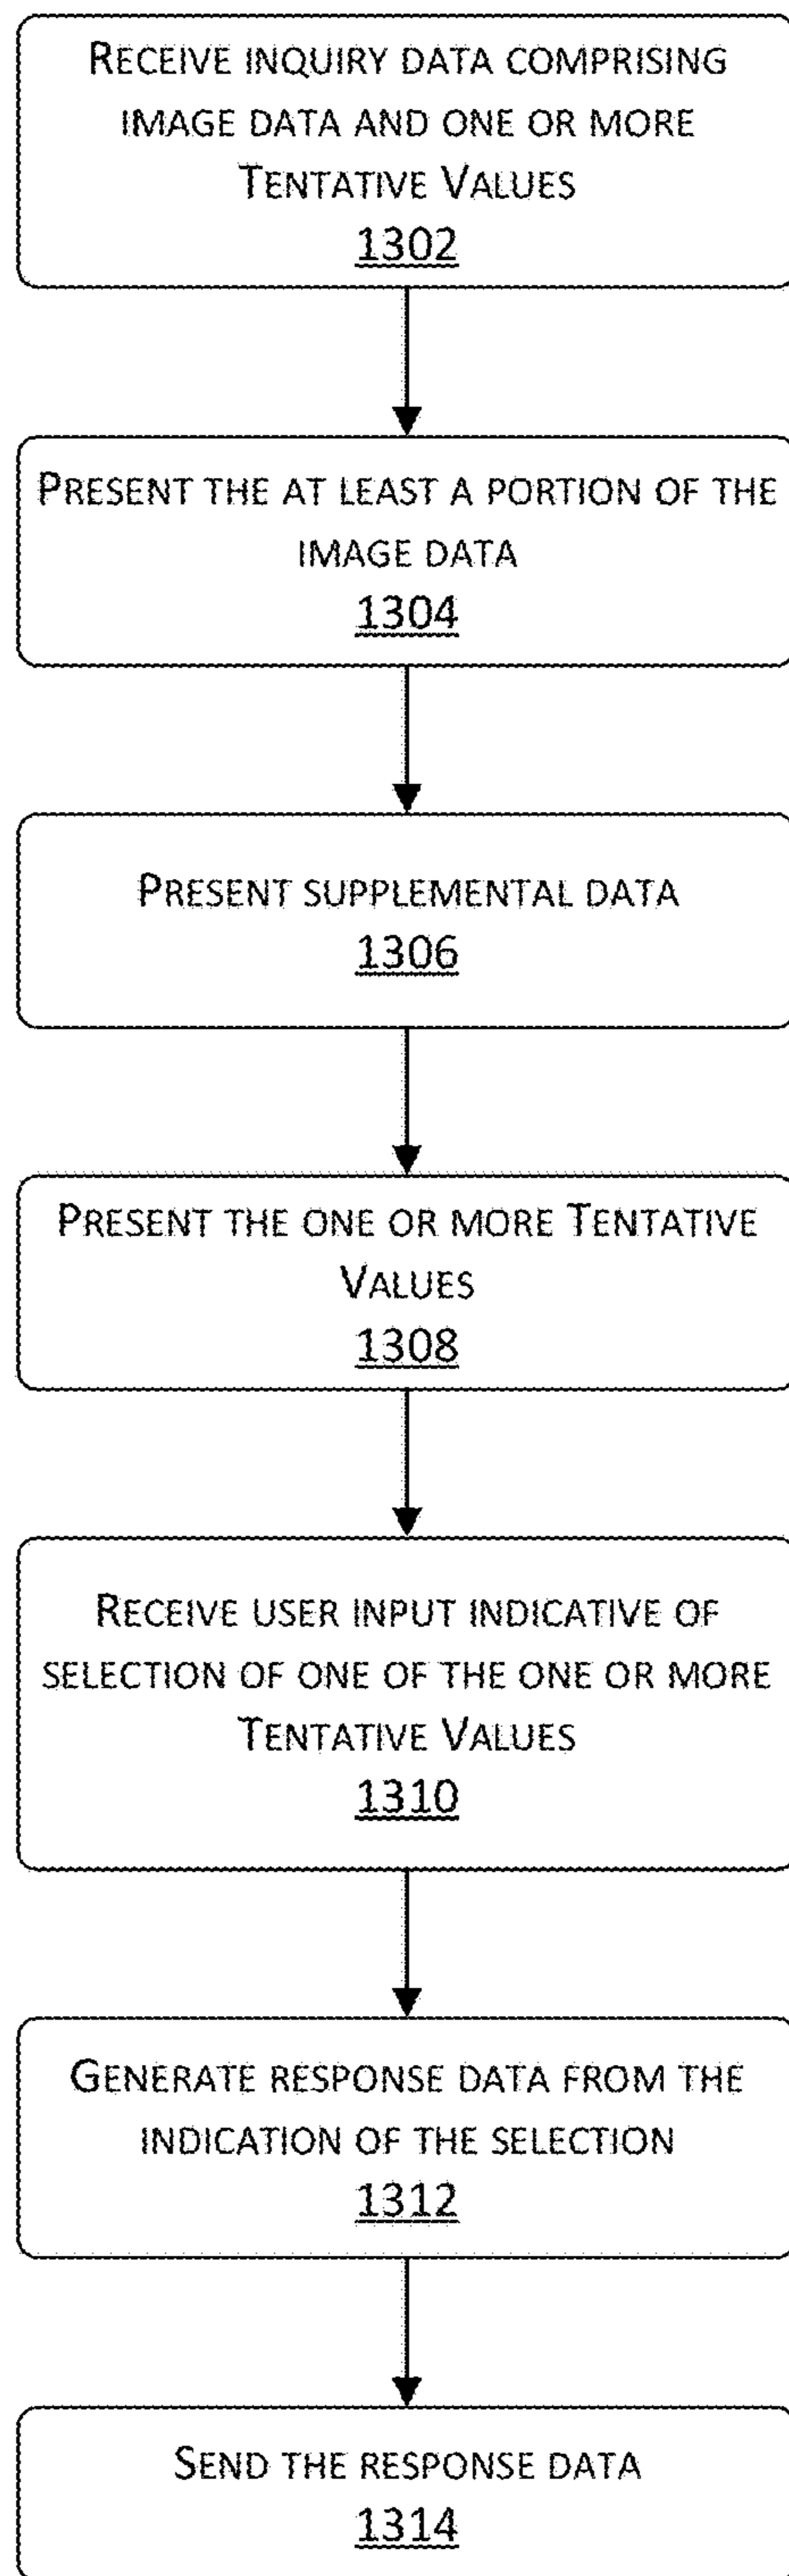 RECEIVE INQUIRY DATA COMPRISING
IMAGE DATA AND ONE OR MORE
TENTATIVE VALUES
1302
PRESENT THE AT LEAST A PORTION OF THE
IMAGE DATA
1304
PRESENT SUPPLEMENTAL DATA
1306
PRESENT THE ONE OR MORE TENTATIVE
VALUES
1308
RECEIVE USER INPUT INDICATIVE OF
SELECTION OF ONE OF THE ONE OR MORE
TENTATIVE VALUES
1310
GENERATE RESPONSE DATA FROM THE
INDICATION OF THE SELECTION
1312
SEND THE RESPONSE DATA
1314